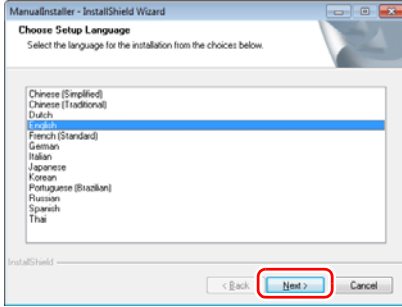 ManualInstaller - InstallShield Wizard
Choose Setup Language
Select the language for the installation from the choices below.
Chinese (Simplified)
Chinese (Traditional)
Dutch
English
French (Standard)
German
Italian
Japanese
Korean
Portuguese (Brazilian)
Russian
Spanish
Thai
InstallShield
< Back
Next >
Cancel